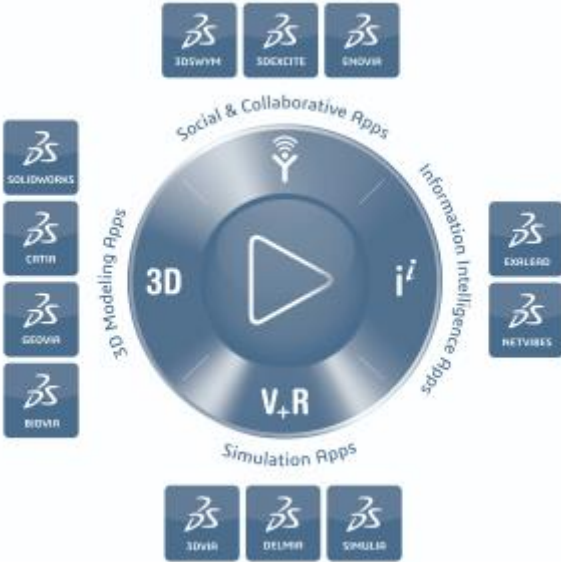 3DSWYM 3DEXCITE ENOVIA
Social & Collaborative Apps
SOLIDWORKS
CATIA
GEOVIA
BIOVIA
3D Modeling Apps
3D
Information Intelligence Apps
i i
EXALEAD
NETVIBES
V+R
Simulation Apps
3DVIA DELMIA SIMULIA